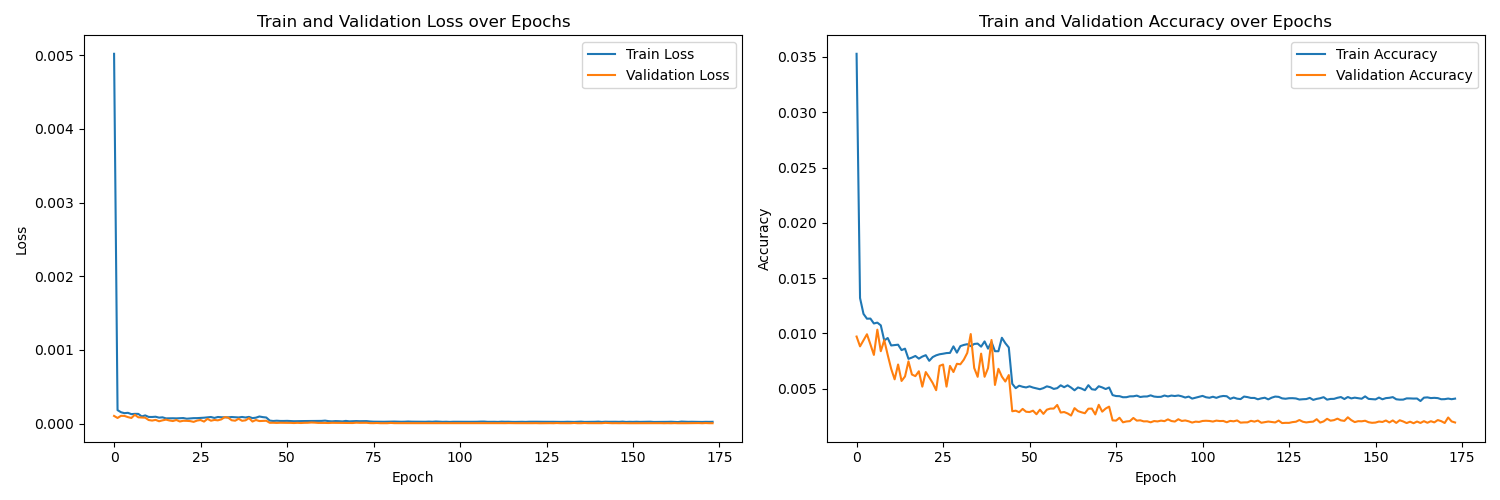 Train and Validation Loss over Epochs
Train Loss
Validation Loss
0.005
0.004
0.003
0.002
0.001
0.000
Loss
0
25
50
75
100
125
150
175
Epoch
Train and Validation Accuracy over Epochs
Train Accuracy
Validation Accuracy
0.035
0.030
0.025
0.020
0.015
0.010
0.005
Accuracy
0
25
50
75
100
125
150
175
Epoch